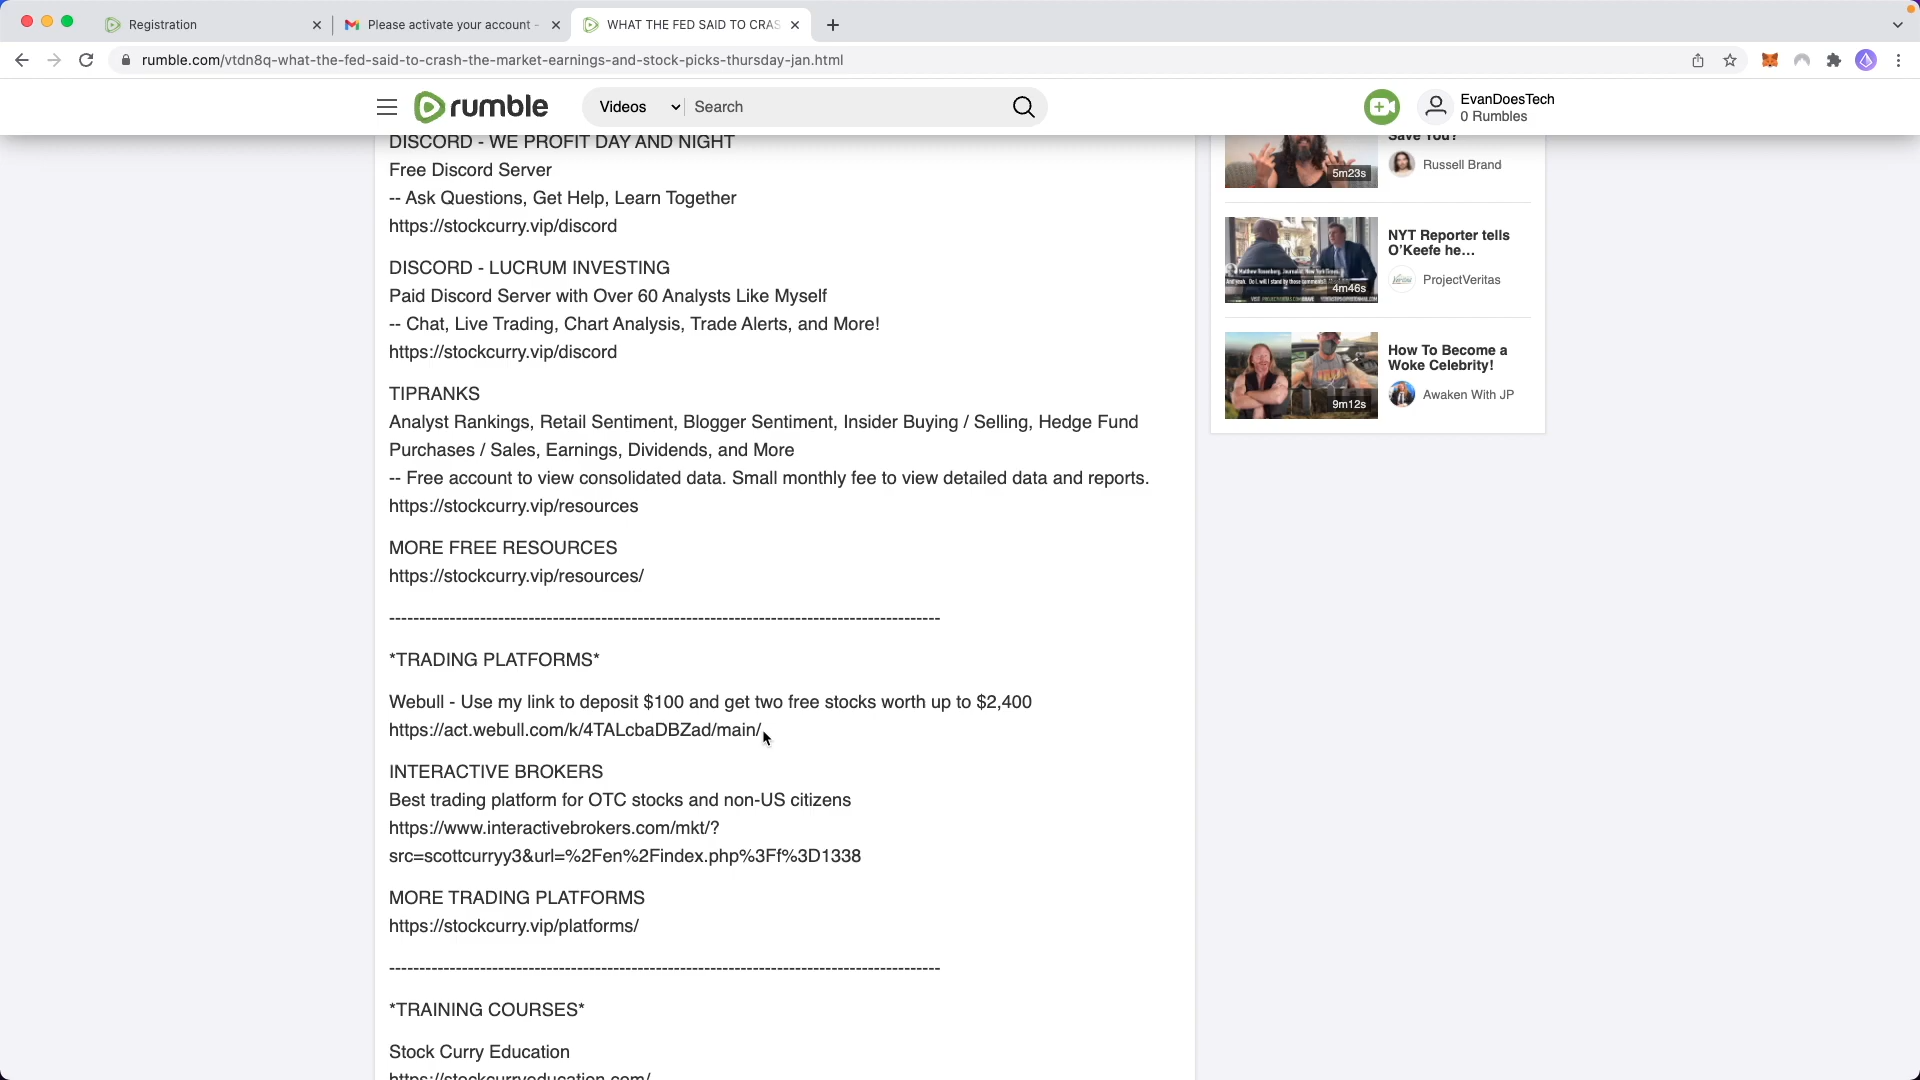 Registration
Please activate your account -
WHAT THE FED SAID TO CRAS
rumble.com/vtdn8q-what-the-fed-said-to-crash-the-market-earnings-and-stock-picks-thursday-jan.html
rumble
Videos
Search
EvanDoesTech
0 Rumbles
DISCORD - WE PROFIT DAY AND NIGHT
Free Discord Server
-- Ask Questions, Get Help, Learn Together
https://stockcurry.vip/discord
DISCORD - LUCRUM INVESTING
Paid Discord Server with Over 60 Analysts Like Myself
-- Chat, Live Trading, Chart Analysis, Trade Alerts, and More!
https://stockcurry.vip/discord
TIPRANKS
Analyst Rankings, Retail Sentiment, Blogger Sentiment, Insider Buying / Selling, Hedge Fund
Purchases / Sales, Earnings, Dividends, and More
-- Free account to view consolidated data. Small monthly fee to view detailed data and reports.
https://stockcurry.vip/resources
MORE FREE RESOURCES
https://stockcurry.vip/resources/
--------------------------------------------------------------------------------------------
*TRADING PLATFORMS*
Webull - Use my link to deposit $100 and get two free stocks worth up to $2,400
https://act.webull.com/k/4TALcbaDBZad/main/
INTERACTIVE BROKERS
Best trading platform for OTC stocks and non-US citizens
https://www.interactivebrokers.com/mkt/?
src=scottcurryy3&url=%2Fen%2Findex.php%3Ff%3D1338
MORE TRADING PLATFORMS
https://stockcurry.vip/platforms/
--------------------------------------------------------------------------------------------
*TRAINING COURSES*
Stock Curry Education
https://stockcurryeducation.com/
Save You?
Russell Brand
5m23s
NYT Reporter tells
O'Keefe he...
ProjectVeritas
Matthew Rosenberg, Journalist, New York Times
4m46s
How To Become a
Woke Celebrity!
Awaken With JP
9m12s